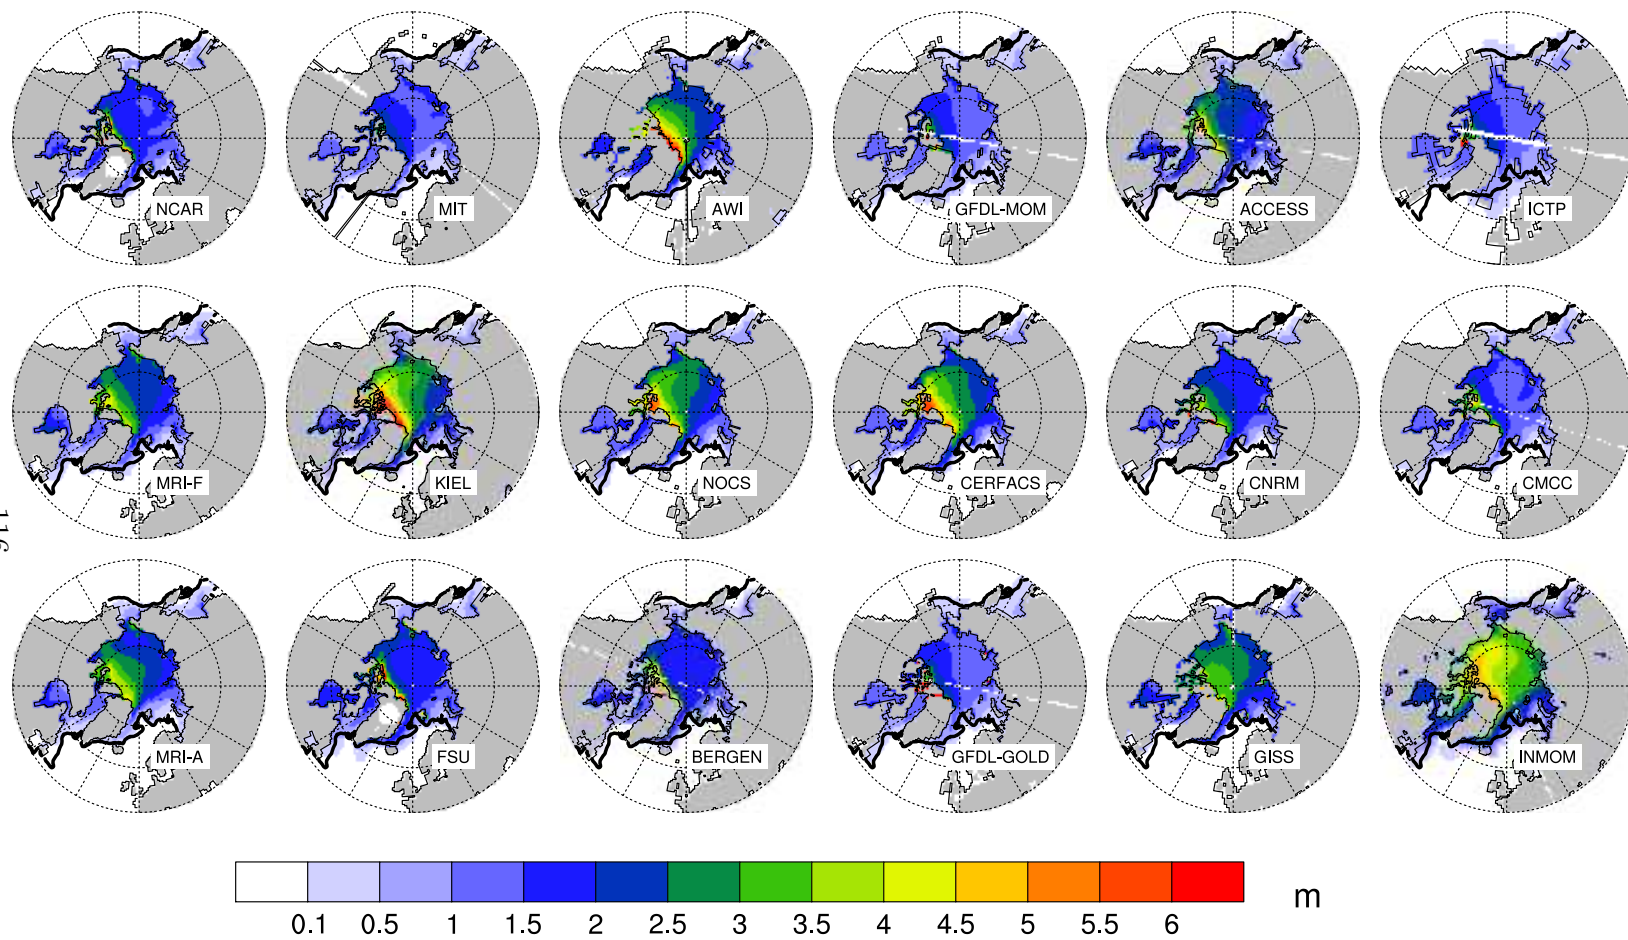 NCAR MIT AWI GFDL-MOM ACCESS ICTP
MRI-F KIEL NOCS CERFACS CNRM CMCC
116
MRI-A FSU BERGEN GFDL-GOLD GISS INMOM
m
0.1 0.5 1 1.5 2 2.5 3 3.5 4 4.5 5 5.5 6